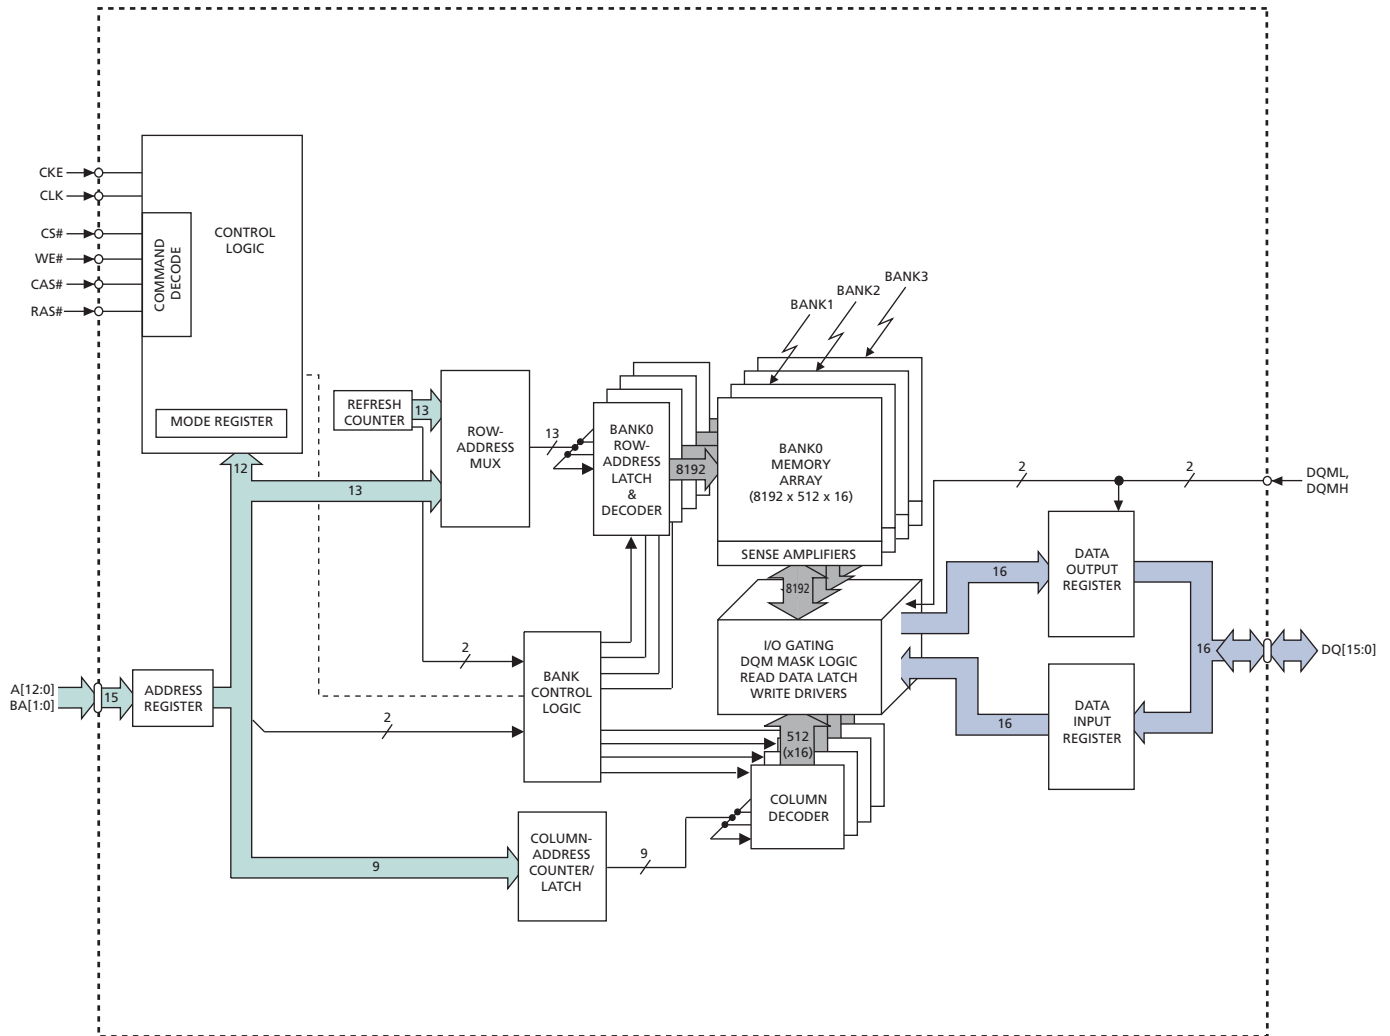 CKE
CLK
CS#
WE#
CAS#
RAS#
COMMAND
DECODE
CONTROL
LOGIC
MODE REGISTER
12
REFRESH
COUNTER
13
13
ROW-
ADDRESS
MUX
13
BANK0
ROW-
ADDRESS
LATCH
&
DECODER
8192
BANK1
BANK2
BANK3
BANK0
MEMORY
ARRAY
(8192 x 512 x 16)
SENSE AMPLIFIERS
8192
I/O GATING
DQM MASK LOGIC
READ DATA LATCH
WRITE DRIVERS
2
2
DQML,
DQMH
16
DATA
OUTPUT
REGISTER
16
DQ[15:0]
16
DATA
INPUT
REGISTER
A[12:0]
BA[1:0]
15
ADDRESS
REGISTER
2
2
BANK
CONTROL
LOGIC
512
(x16)
COLUMN
DECODER
9
COLUMN-
ADDRESS
COUNTER/
LATCH
9